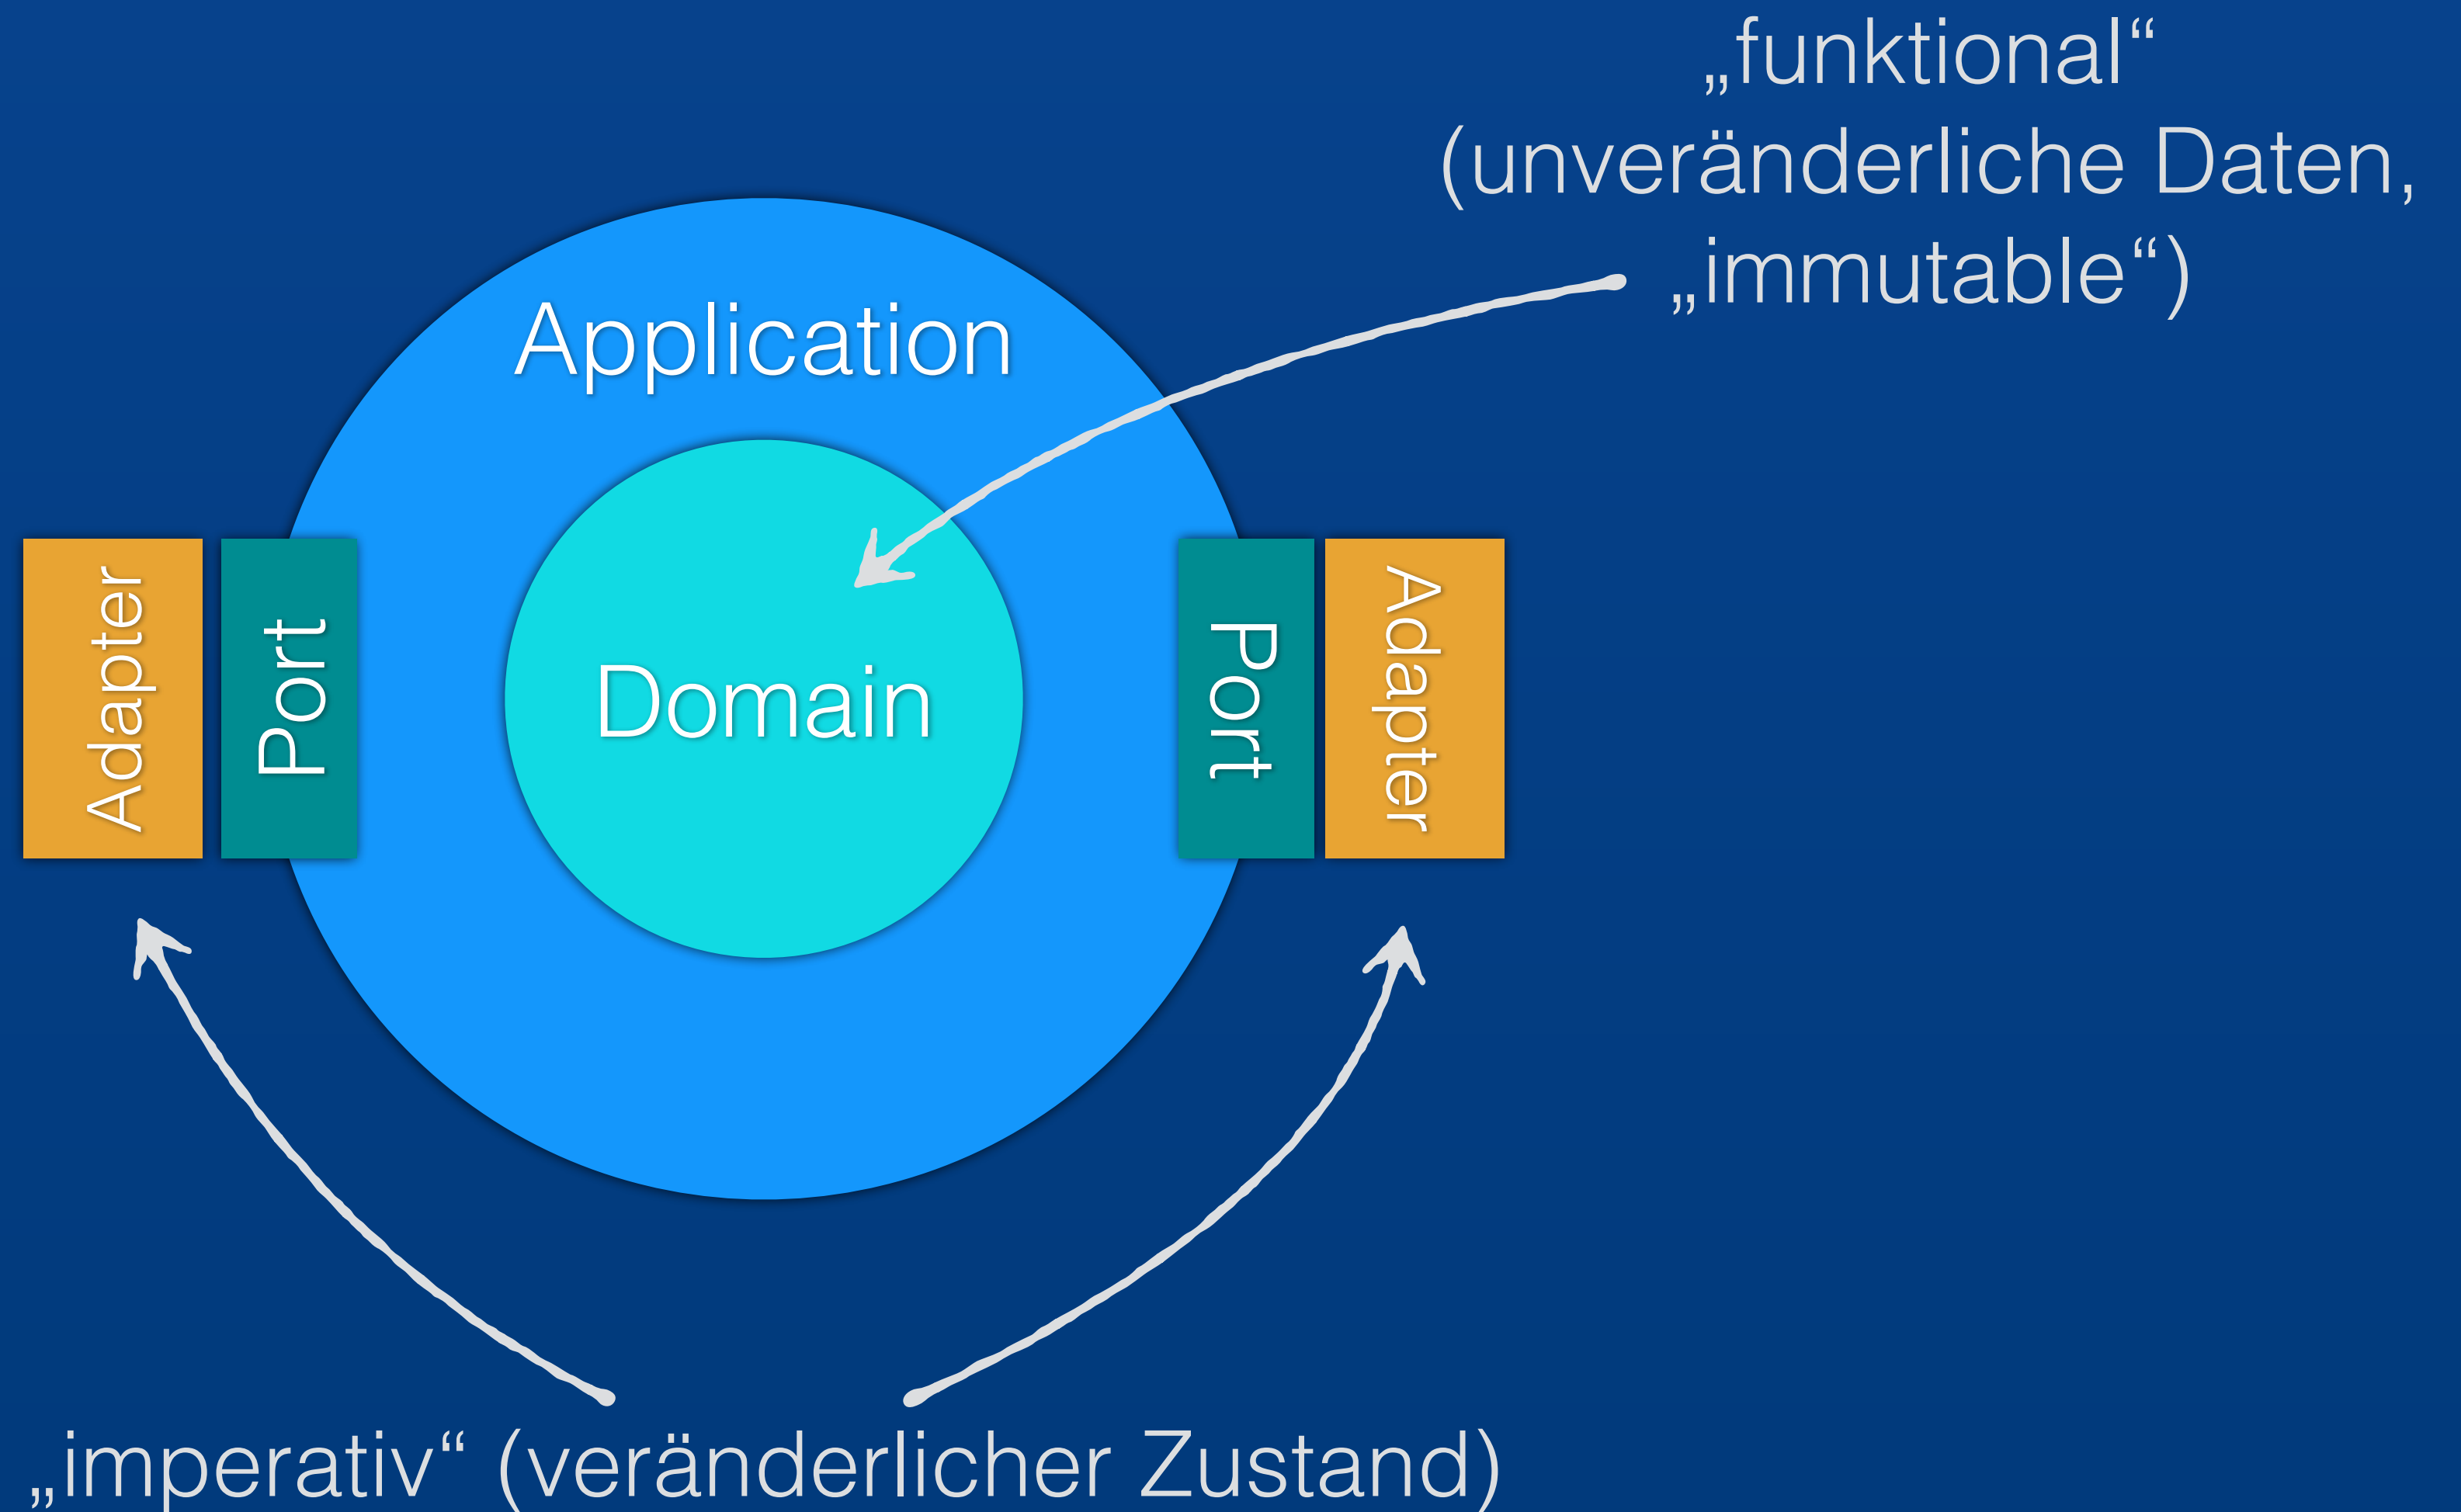 „funktional“
(unveränderliche Daten,
„immutable“)
Application
Adapter
Port
Domain
Port
Adapter
„imperativ“ (veränderlicher Zustand)